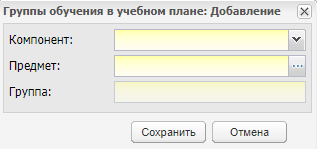 Группы обучения в учебном плане: Добавление
Компонент:
Предмет:
Группа:
Сохранить Отмена